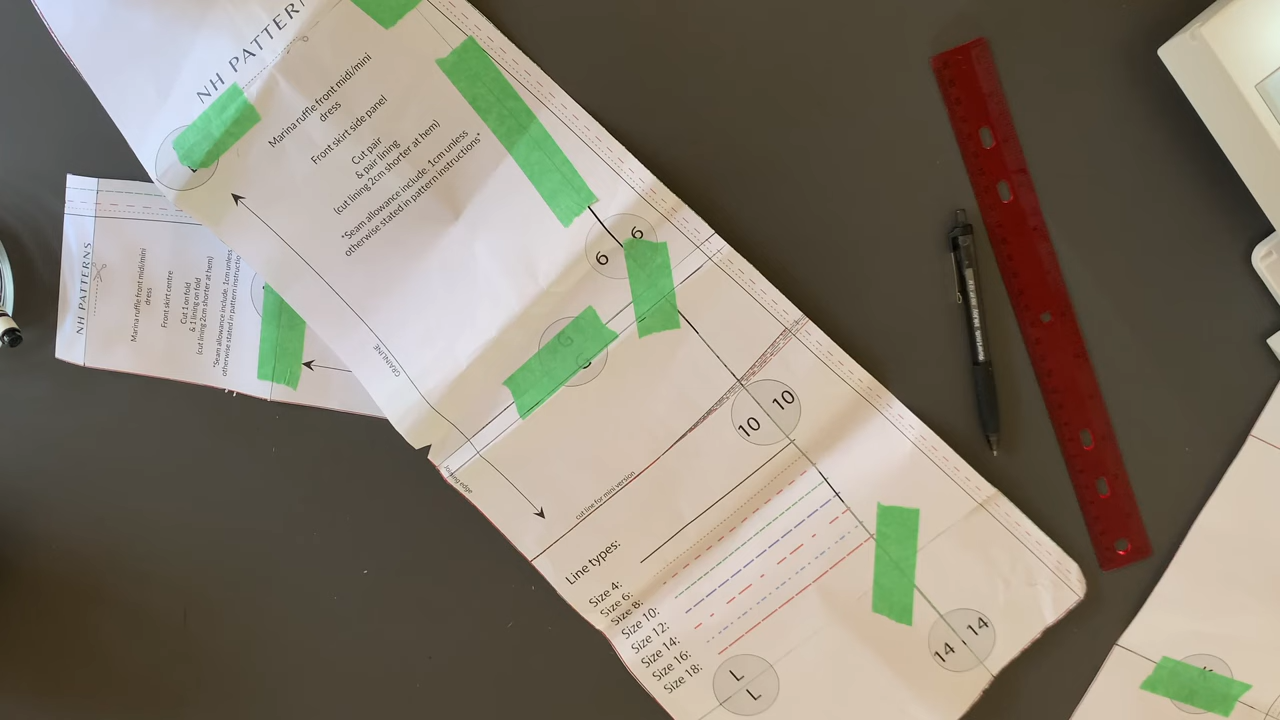 NH PATTER
Marina ruffle front midi/mini
dress
Front skirt side panel
Cut pair
& pair lining
(cut lining 2cm shorter at hem)
*Seam allowance include. 1cm unless
otherwise stated in pattern instructions*
GRAINLINE
joining edge
cut line for mini version
6 6
G
G
10 10
14 14
Line types:
Size 4:
Size 6:
Size 8:
Size 10:
Size 12:
Size 14:
Size 16:
Size 18:
L
L
NH PATTERNS
Marina ruffle front midi/mini
dress
Front skirt centre
Cut 1 on fold
& 1 lining on fold
(cut lining 2cm shorter at hem)
*Seam allowance include. 1cm unless
otherwise stated in pattern instructio